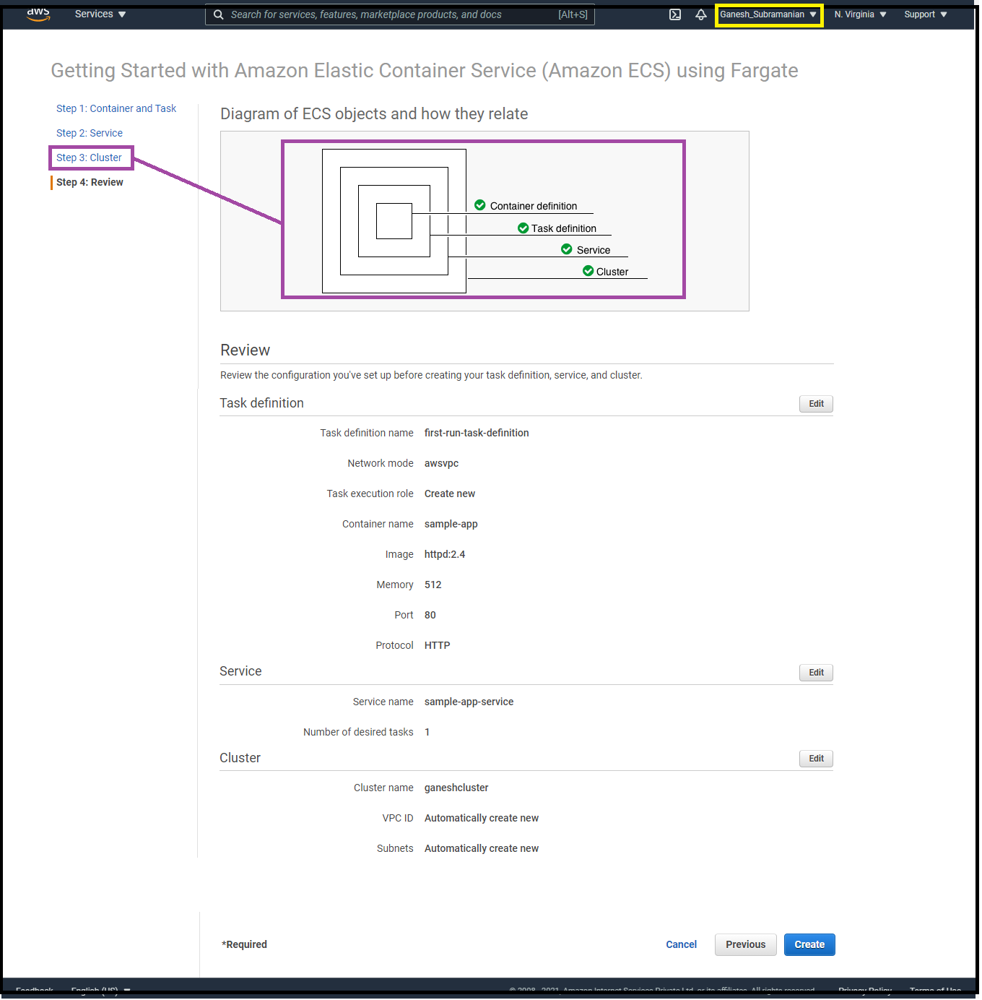 aws
Services
Search for services, features, marketplace products, and docs
[Alt+S]
Ganesh_Subramanian
N. Virginia
Support
Getting Started with Amazon Elastic Container Service (Amazon ECS) using Fargate
Step 1: Container and Task
Step 2: Service
Step 3: Cluster
Step 4: Review
Diagram of ECS objects and how they relate
Container definition
Task definition
Service
Cluster
Review
Review the configuration you've set up before creating your task definition, service, and cluster.
Task definition
Edit
Task definition name first-run-task-definition
Network mode awsvpc
Task execution role Create new
Container name sample-app
Image httpd:2.4
Memory 512
Port 80
Protocol HTTP
Service
Edit
Service name sample-app-service
Number of desired tasks 1
Cluster
Edit
Cluster name ganeshcluster
VPC ID Automatically create new
Subnets Automatically create new
*Required
Cancel
Previous
Create
Feedback
English (US)
© 2008 - 2021, Amazon Internet Services Private Ltd. or its affiliates. All rights reserved.
Privacy Policy
Terms of Use